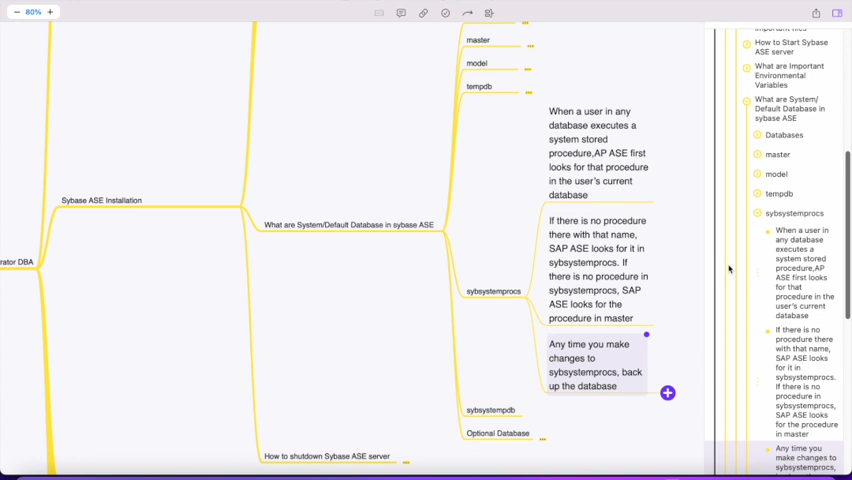 80%
master
model
tempdb
When a user in any
database executes a
system stored
procedure,AP ASE first
looks for that procedure
in the user's current
database
Sybase ASE Installation
If there is no procedure
there with that name,
SAP ASE looks for it in
sybsystemprocs. If
there is no procedure in
sybsystemprocs, SAP
ASE looks for the
procedure in master
What are System/Default Database in sybase ASE
rator DBA
sybsystemprocs
Any time you make
changes to
sybsystemprocs, back
up the database
sybsystempdb
Optional Database
How to shutdown Sybase ASE server
important files
How to Start Sybase
ASE server
What are Important
Environmental
Variables
What are System/
Default Database in
sybase ASE
Databases
master
model
tempdb
sybsystemprocs
When a user in
any database
executes a
system stored
procedure,AP
ASE first looks
for that
procedure in the
user's current
database
If there is no
procedure there
with that name,
SAP ASE looks
for it in
sybsystemprocs.
If there is no
procedure in
sybsystemprocs,
SAP ASE looks
for the procedure
in master
Any time you
make changes to
sybsystemprocs,